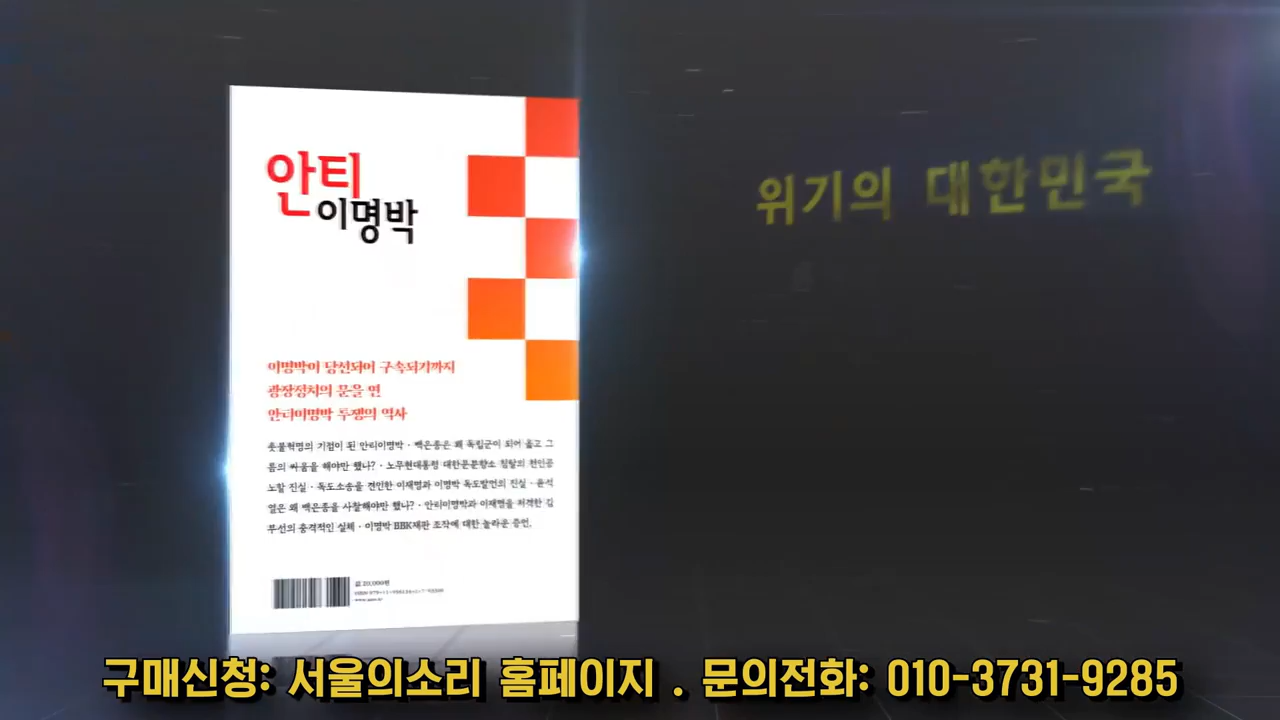 안티
이명박
위기의 대한민국
이명박이 당선되어 구속되기까지
광장정치의 문을 연
안티이명박 투쟁의 역사
촛불혁명의 기점이 된 안티이명박 · 백은종은 왜 독립군이 되어 홀고 그
들의 싸움을 해야만 했나? · 노무현대통령 대한문분향소 침탈의 천인공
노할 진실 · 독도소송을 견인한 이재명과 이명박 독도발언의 진실 · 윤석
열은 왜 백은종을 사찰해야만 했나? · 안티이명박과 이재명을 저격한 김
부선의 충격적인 실체 · 이명박 BBK재판 조작에 대한 놀라운 증언.
값 20,000원
구매신청: 서울의소리 홈페이지 . 문의전화: 010-3731-9285